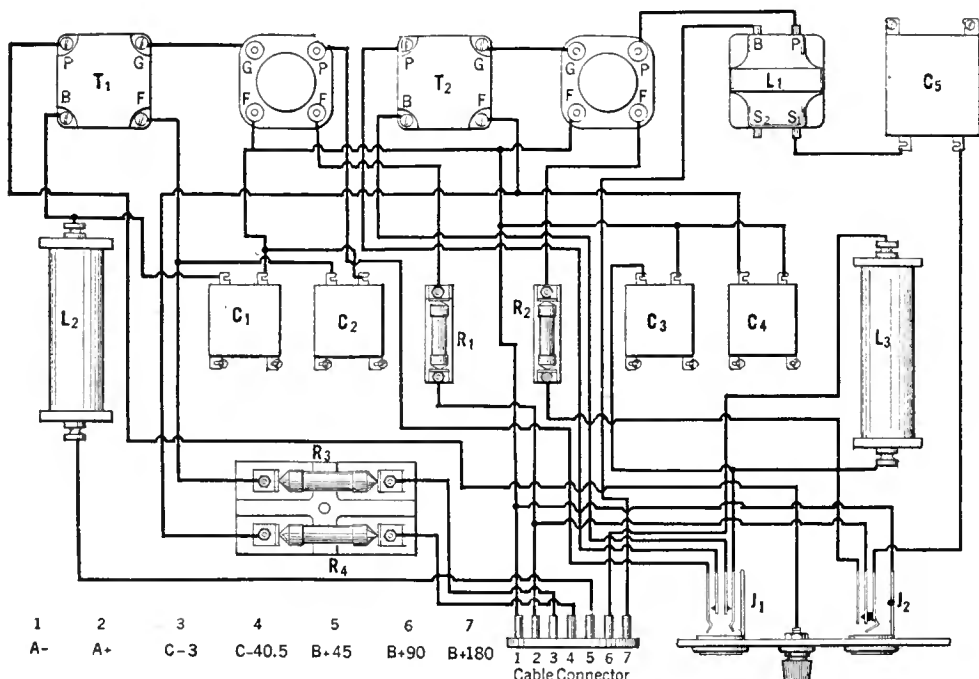 P G G P P G G P B P
T1 T2 L1 C5
B F F F B F F F S2 S1
L2 C1 C2 R1 R2 C3 C4 L3
R3
R4
J1 J2
1 2 3 4 5 6 7
A- A+ C-3 C-40.5 B+45 B+90 B+180
1 2 3 4 5 6 7
Cable Connector